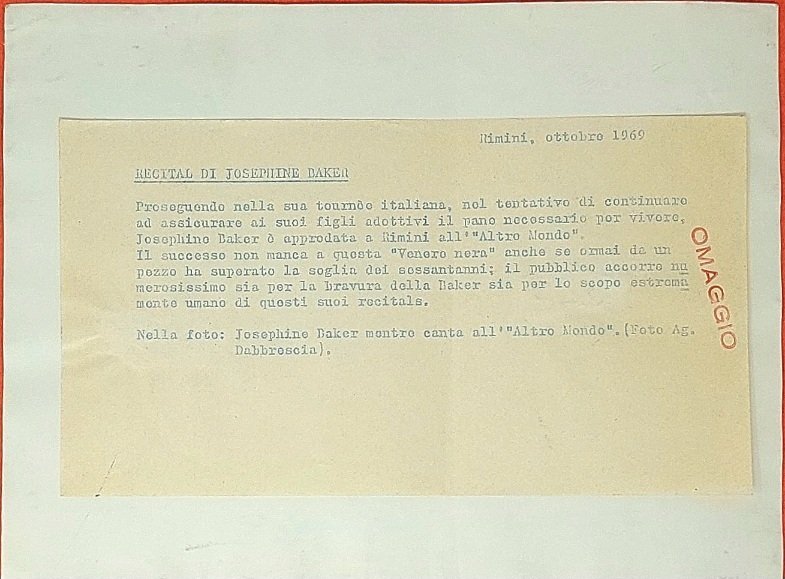 Rimini, ottobre 1969
RECITAL DI JOSEPHINE BAKER
Proseguendo nella sua tournèe italiana, nel tentativo di continuare
ad assicurare ai suoi figli adottivi il pane necessario per vivere,
Josephine Baker è approdata a Rimini all'"Altro Mondo".
Il successo non manca a questa "Venere nera" anche se ormai da un
pezzo ha superato la soglia dei sessantanni; il pubblico accorre nu
merosissimo sia per la bravura della Baker sia per lo scopo estrema
mente umano di questi suoi recitals.
Nella foto: Josephine Baker mentre canta all'"Altro Mondo".(Foto Ag.
Dabbrescia).
OMAGGIO